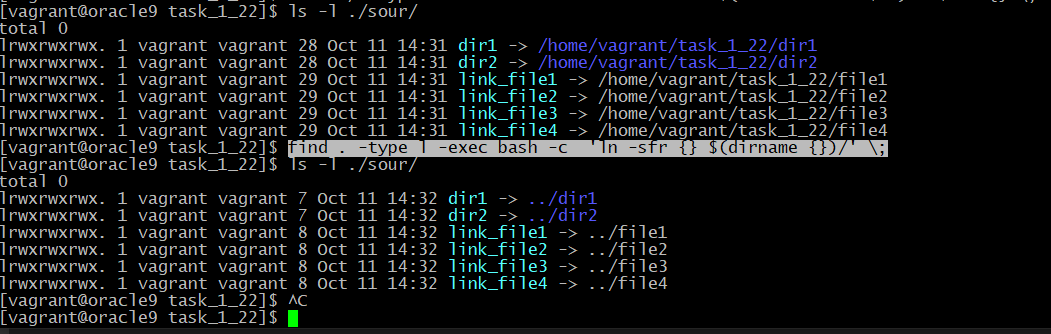 [vagrant@oracle9 task_1_22]$ ls -l ./sour/
total 0
lrwxrwxrwx. 1 vagrant vagrant 28 Oct 11 14:31 dir1 -> /home/vagrant/task_1_22/dir1
lrwxrwxrwx. 1 vagrant vagrant 28 Oct 11 14:31 dir2 -> /home/vagrant/task_1_22/dir2
lrwxrwxrwx. 1 vagrant vagrant 29 Oct 11 14:31 link_file1 -> /home/vagrant/task_1_22/file1
lrwxrwxrwx. 1 vagrant vagrant 29 Oct 11 14:31 link_file2 -> /home/vagrant/task_1_22/file2
lrwxrwxrwx. 1 vagrant vagrant 29 Oct 11 14:31 link_file3 -> /home/vagrant/task_1_22/file3
lrwxrwxrwx. 1 vagrant vagrant 29 Oct 11 14:31 link_file4 -> /home/vagrant/task_1_22/file4
[vagrant@oracle9 task_1_22]$ find . -type l -exec bash -c  'ln -sfr {} $(dirname {})/' \;
[vagrant@oracle9 task_1_22]$ ls -l ./sour/
total 0
lrwxrwxrwx. 1 vagrant vagrant 7 Oct 11 14:32 dir1 -> ../dir1
lrwxrwxrwx. 1 vagrant vagrant 7 Oct 11 14:32 dir2 -> ../dir2
lrwxrwxrwx. 1 vagrant vagrant 8 Oct 11 14:32 link_file1 -> ../file1
lrwxrwxrwx. 1 vagrant vagrant 8 Oct 11 14:32 link_file2 -> ../file2
lrwxrwxrwx. 1 vagrant vagrant 8 Oct 11 14:32 link_file3 -> ../file3
lrwxrwxrwx. 1 vagrant vagrant 8 Oct 11 14:32 link_file4 -> ../file4
[vagrant@oracle9 task_1_22]$ ^C
[vagrant@oracle9 task_1_22]$